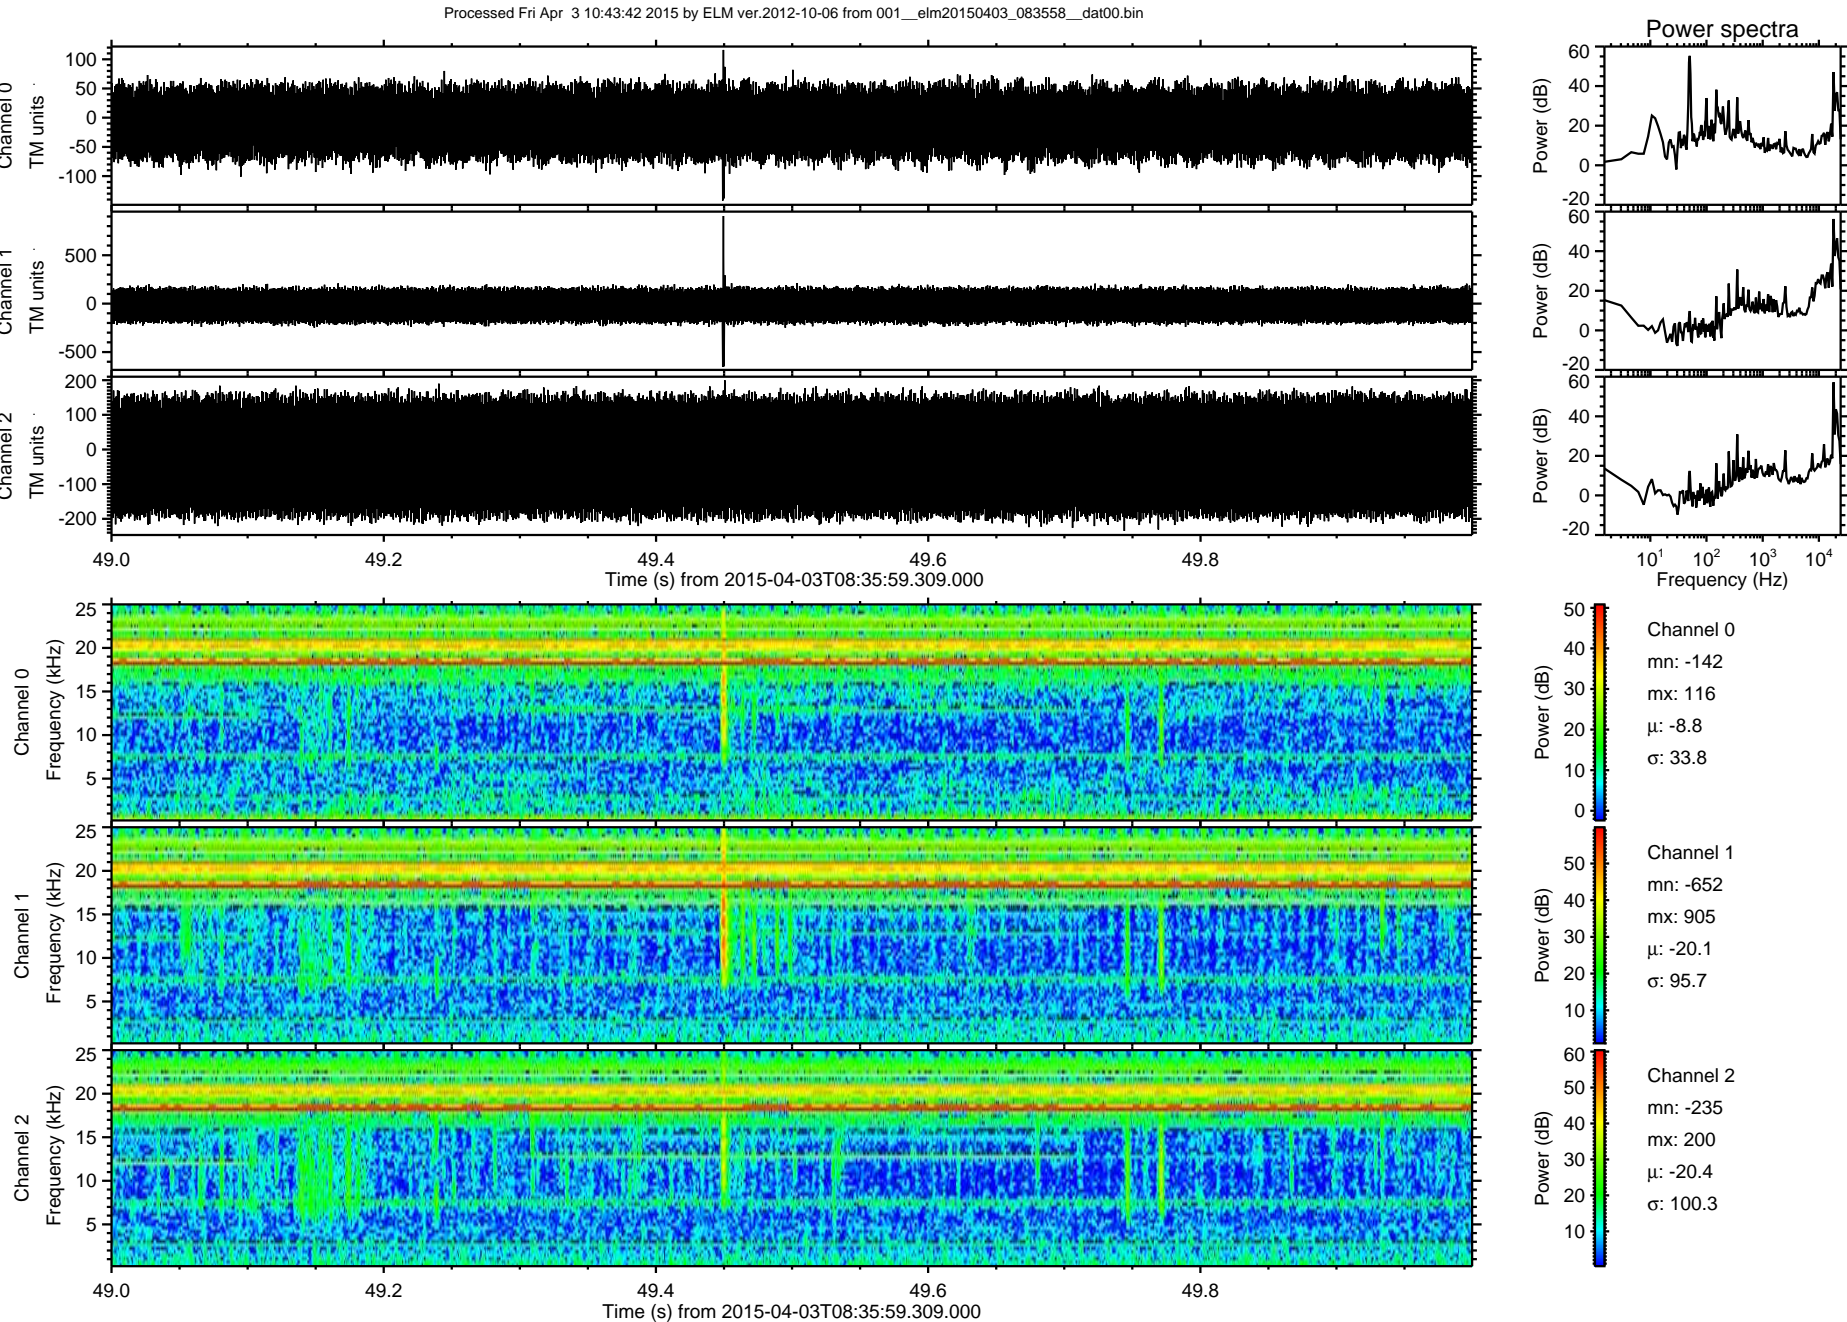 Processed Fri Apr  3 10:43:42 2015 by ELM ver.2012-10-06 from 001__elm20150403_083558__dat00.bin
Power spectra
Channel 0
TM units
100
50
0
-50
-100
Power (dB)
60
40
20
0
-20
Channel 1
TM units
500
0
-500
Power (dB)
60
40
20
0
-20
Channel 2
TM units
200
100
0
-100
-200
Power (dB)
60
40
20
0
-20
49.0 49.2 49.4 49.6 49.8
Time (s) from 2015-04-03T08:35:59.309.000
10¹ 10² 10³ 10⁴
Frequency (Hz)
Channel 0
Frequency (kHz)
25
20
15
10
5
Power (dB)
50
40
30
20
10
0
Channel 0
mn: -142
mx: 116
μ: -8.8
σ: 33.8
Channel 1
Frequency (kHz)
25
20
15
10
5
Power (dB)
50
40
30
20
10
Channel 1
mn: -652
mx: 905
μ: -20.1
σ: 95.7
Channel 2
Frequency (kHz)
25
20
15
10
5
Power (dB)
60
50
40
30
20
10
Channel 2
mn: -235
mx: 200
μ: -20.4
σ: 100.3
49.0 49.2 49.4 49.6 49.8
Time (s) from 2015-04-03T08:35:59.309.000